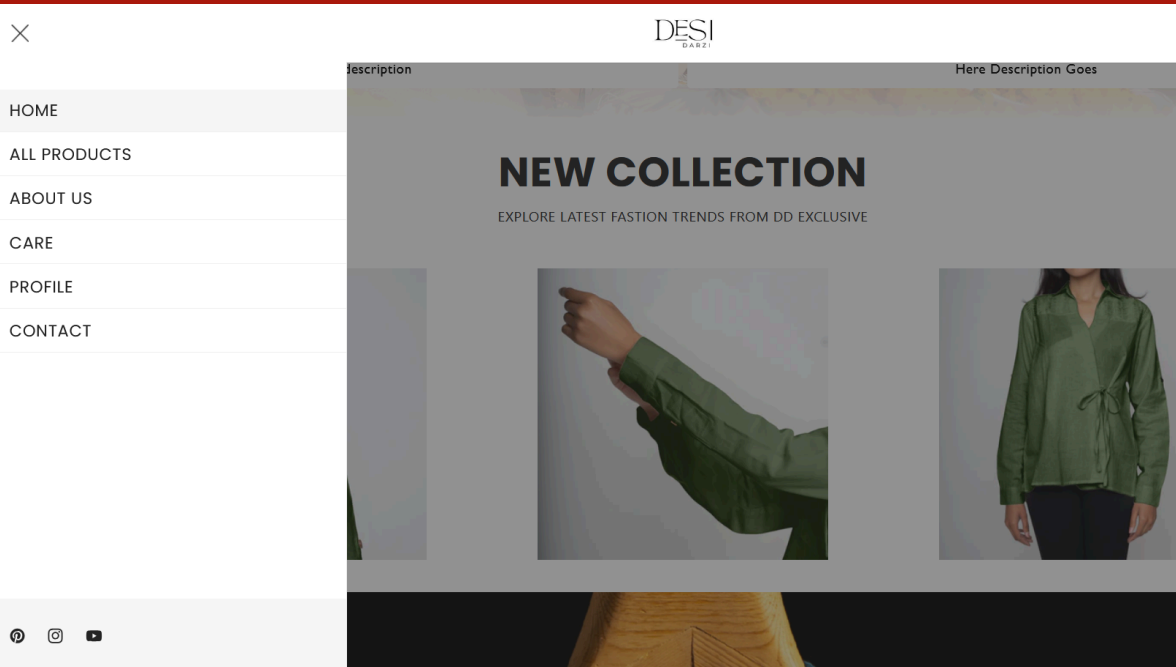 DESI
DARZI
description
Here Description Goes
HOME
ALL PRODUCTS
ABOUT US
CARE
PROFILE
CONTACT
NEW COLLECTION
EXPLORE LATEST FASTION TRENDS FROM DD EXCLUSIVE